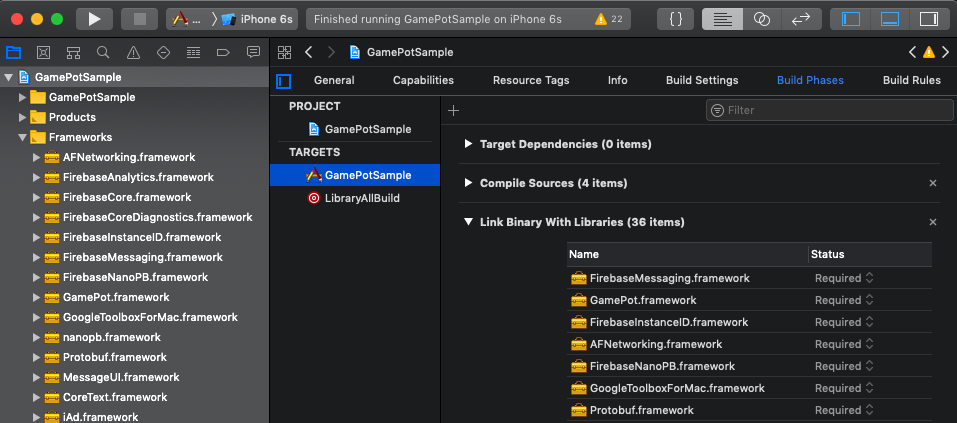 ... iPhone 6s
Finished running GamePotSample on iPhone 6s 22
{ }
GamePotSample
GamePotSample
Products
Frameworks
AFNetworking.framework
FirebaseAnalytics.framework
FirebaseCore.framework
FirebaseCoreDiagnostics.framework
FirebaseInstanceID.framework
FirebaseMessaging.framework
FirebaseNanoPB.framework
GamePot.framework
GoogleToolboxForMac.framework
nanopb.framework
Protobuf.framework
MessageUI.framework
CoreText.framework
iAd.framework
GamePotSample
General Capabilities Resource Tags Info Build Settings Build Phases Build Rules
PROJECT
GamePotSample
TARGETS
GamePotSample
LibraryAllBuild
Filter
Target Dependencies (0 items)
Compile Sources (4 items)
Link Binary With Libraries (36 items)
Name Status
FirebaseMessaging.framework Required
GamePot.framework Required
FirebaseInstanceID.framework Required
AFNetworking.framework Required
FirebaseNanoPB.framework Required
GoogleToolboxForMac.framework Required
Protobuf.framework Required